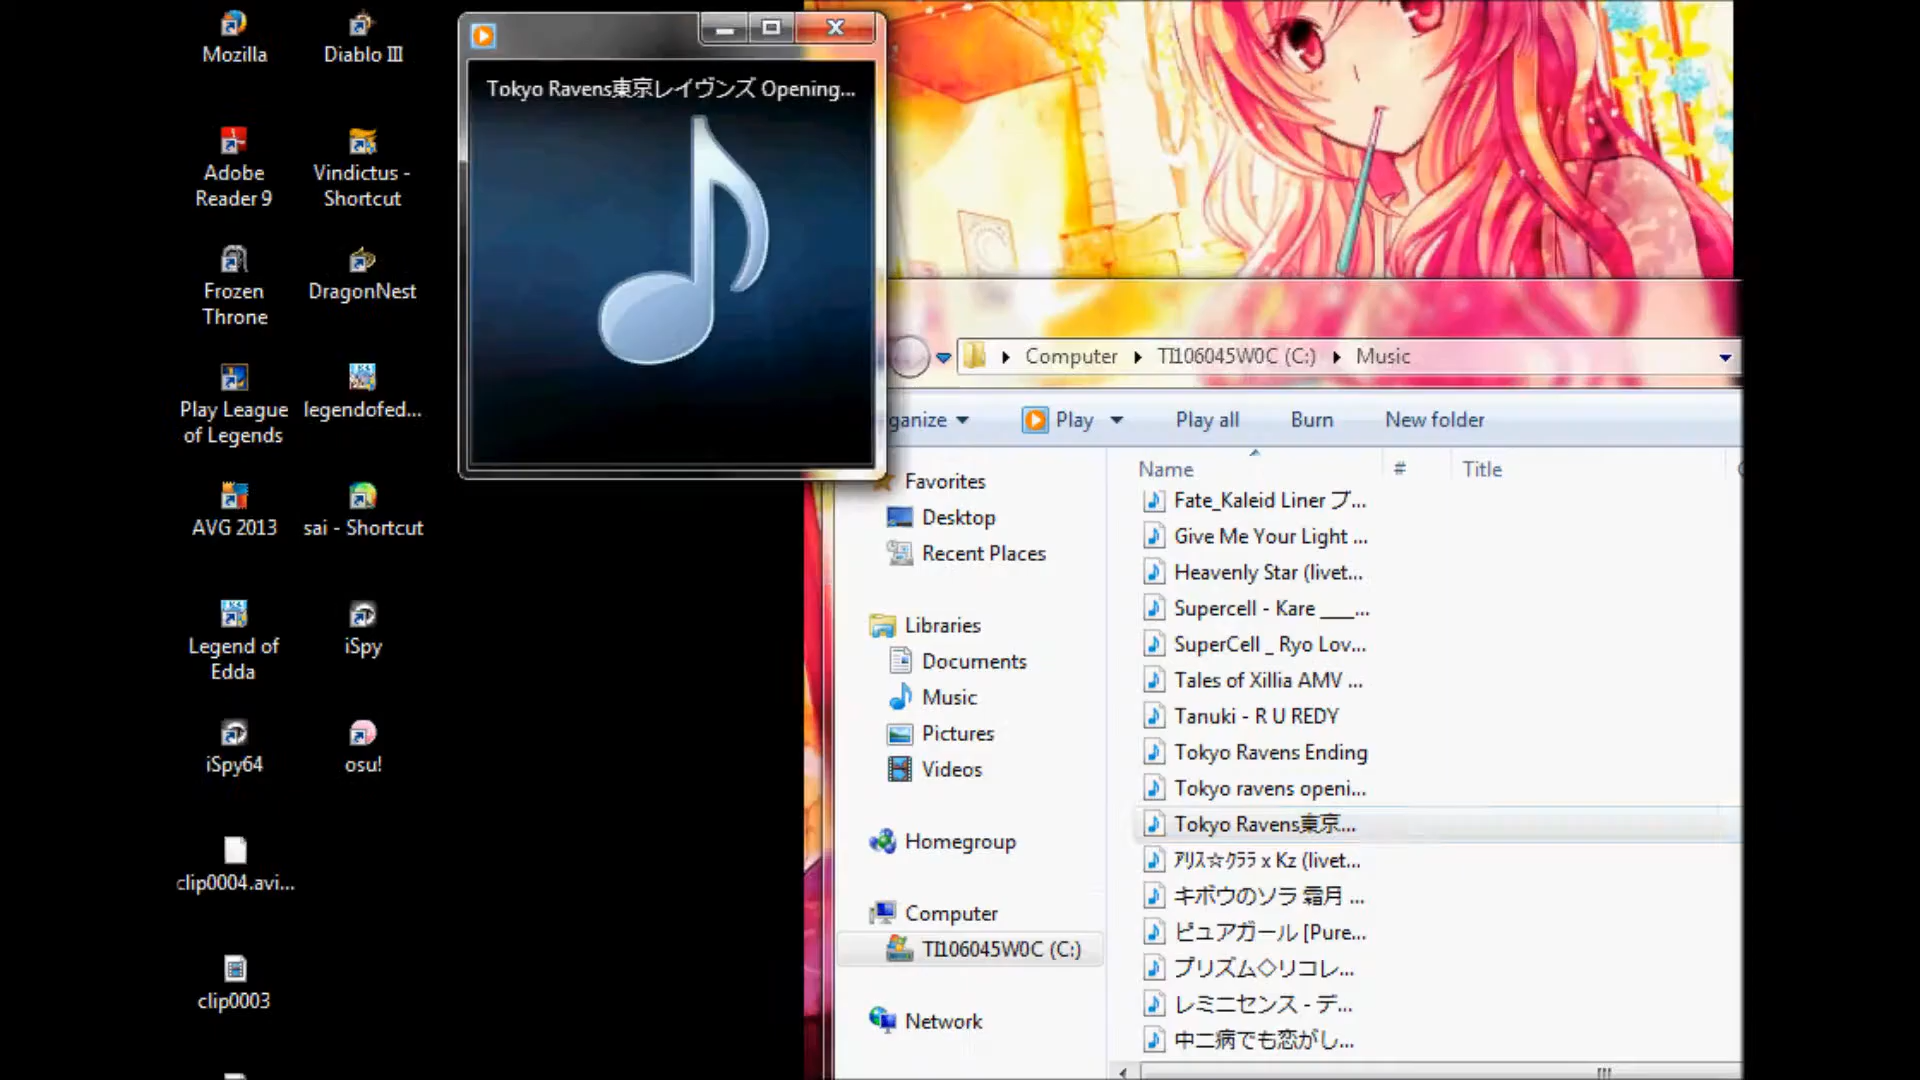 Mozilla
Diablo III
Adobe
Reader 9
Vindictus -
Shortcut
Frozen
Throne
DragonNest
Play League
of Legends
legendofed...
AVG 2013
sai - Shortcut
Legend of
Edda
iSpy
iSpy64
osu!
clip0004.avi...
clip0003
Tokyo Ravens東京レイヴンズ Opening...
Computer
TI106045W0C (C:)
Music
ganize
Play
Play all
Burn
New folder
Name
#
Title
Favorites
Desktop
Recent Places
Libraries
Documents
Music
Pictures
Videos
Homegroup
Computer
TI106045W0C (C:)
Network
Fate_Kaleid Liner プ...
Give Me Your Light ...
Heavenly Star (livet...
Supercell - Kare ____...
SuperCell _ Ryo Lov...
Tales of Xillia AMV ...
Tanuki - R U REDY
Tokyo Ravens Ending
Tokyo ravens openi...
Tokyo Ravens東京...
ｱﾘｽ☆ｸﾗﾗ x Kz (livet...
キボウのソラ 霜月 ...
ピュアガール [Pure...
プリズム◇リコレ...
レミニセンス - デ...
中二病でも恋がし...